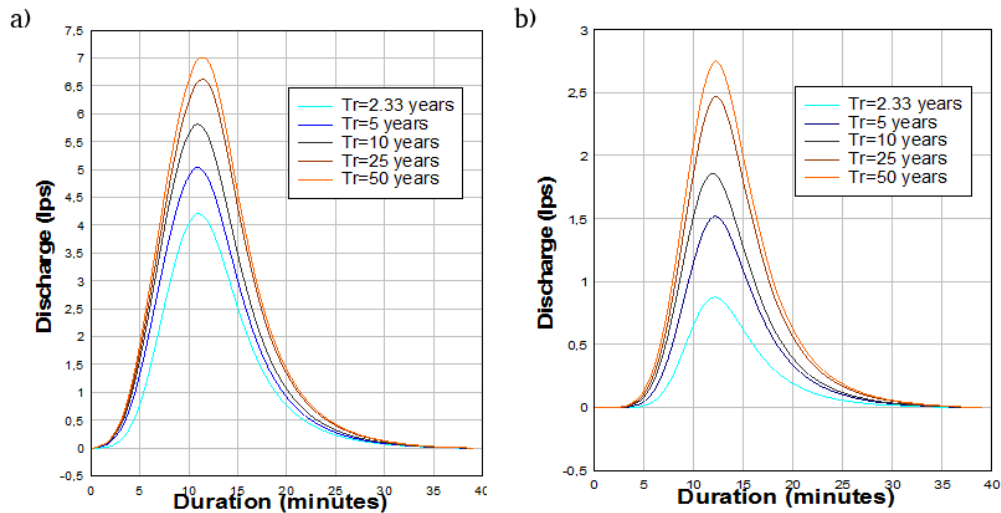 a)
7.5
7
6.5
6
5.5
5
4.5
4
3.5
3
2.5
2
1.5
1
0.5
0
-0,5
Discharge (lps)
Tr=2.33 years
Tr=5 years
Tr=10 years
Tr=25 years
Tr=50 years
0 5 10 15 20 25 30 35 40
Duration (minutes)
b)
3
2.5
2
1.5
1
0.5
0
-0.5
Discharge (lps)
Tr=2.33 years
Tr=5 years
Tr=10 years
Tr=25 years
Tr=50 years
0 5 10 15 20 25 30 35 40
Duration (minutes)